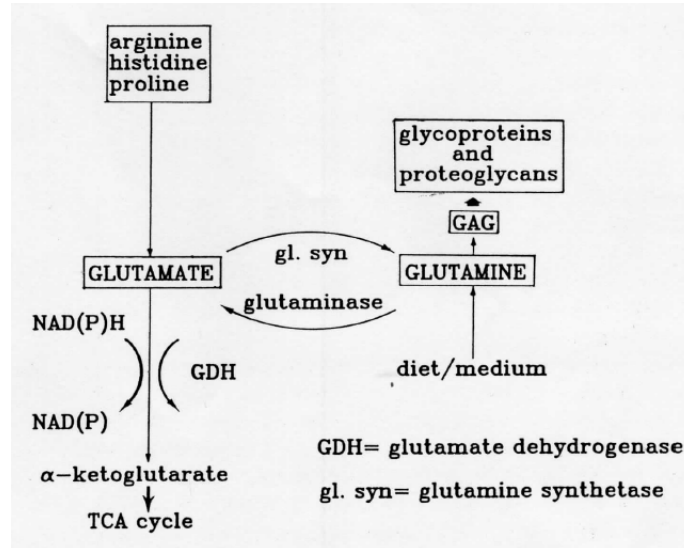 arginine
histidine
proline
glycoproteins
and
proteoglycans
GAG
GLUTAMATE
gl. syn
GLUTAMINE
glutaminase
NAD(P)H
GDH
diet/medium
NAD(P)
GDH= glutamate dehydrogenase
α-ketoglutarate
gl. syn= glutamine synthetase
TCA cycle